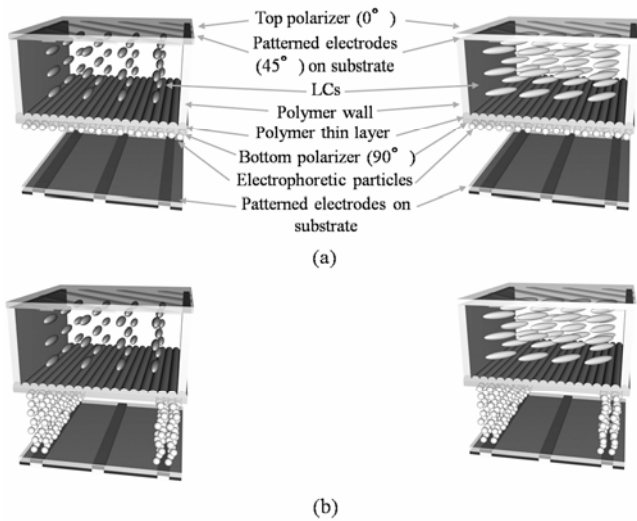 Top polarizer (0°)
Patterned electrodes
(45°) on substrate
LCs
Polymer wall
Polymer thin layer
Bottom polarizer (90°)
Electrophoretic particles
Patterned electrodes on
substrate
(a)
(b)